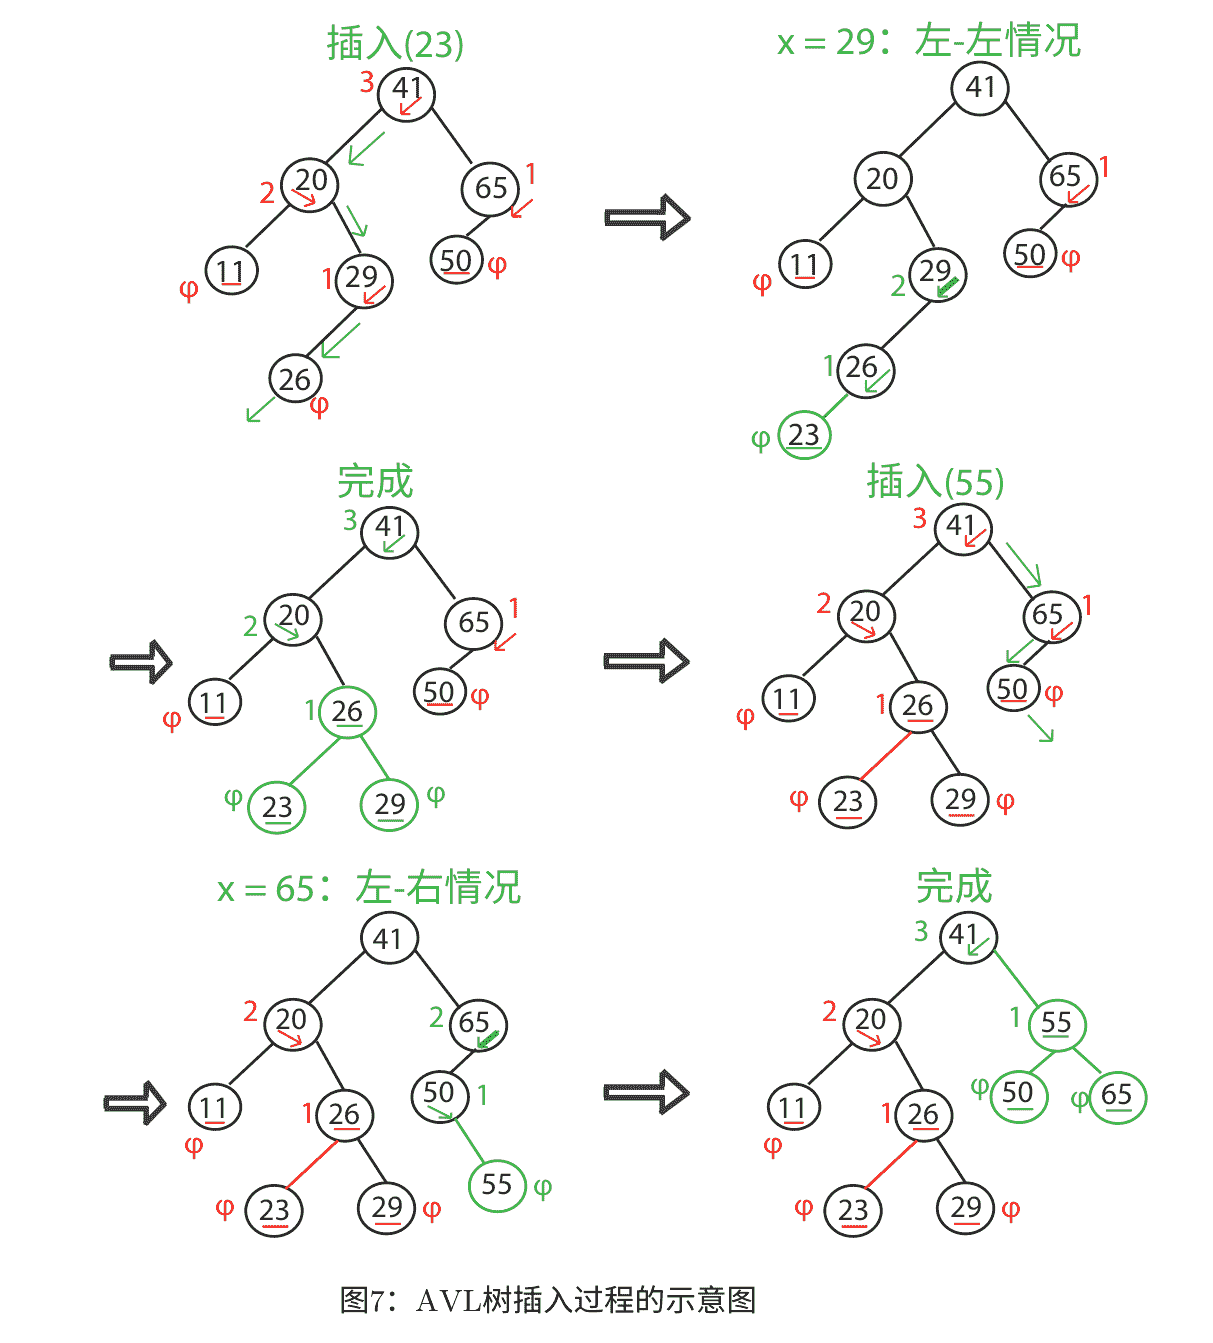 插入(23)
3 41
2 20 65 1
φ 11 1 29 50 φ
26 φ
x = 29：左-左情况
41
20 65 1
φ 11 2 29 50 φ
1 26
φ 23
完成
3 41
2 20 65 1
φ 11 1 26 50 φ
φ 23 29 φ
插入(55)
3 41
2 20 65 1
φ 11 1 26 50 φ
φ 23 29 φ
x = 65：左-右情况
41
2 20 2 65
11 φ 1 26 50 1
φ 23 29 φ 55 φ
完成
3 41
2 20 1 55
11 φ 1 26 φ 50 φ 65
φ 23 29 φ
图7：AVL树插入过程的示意图